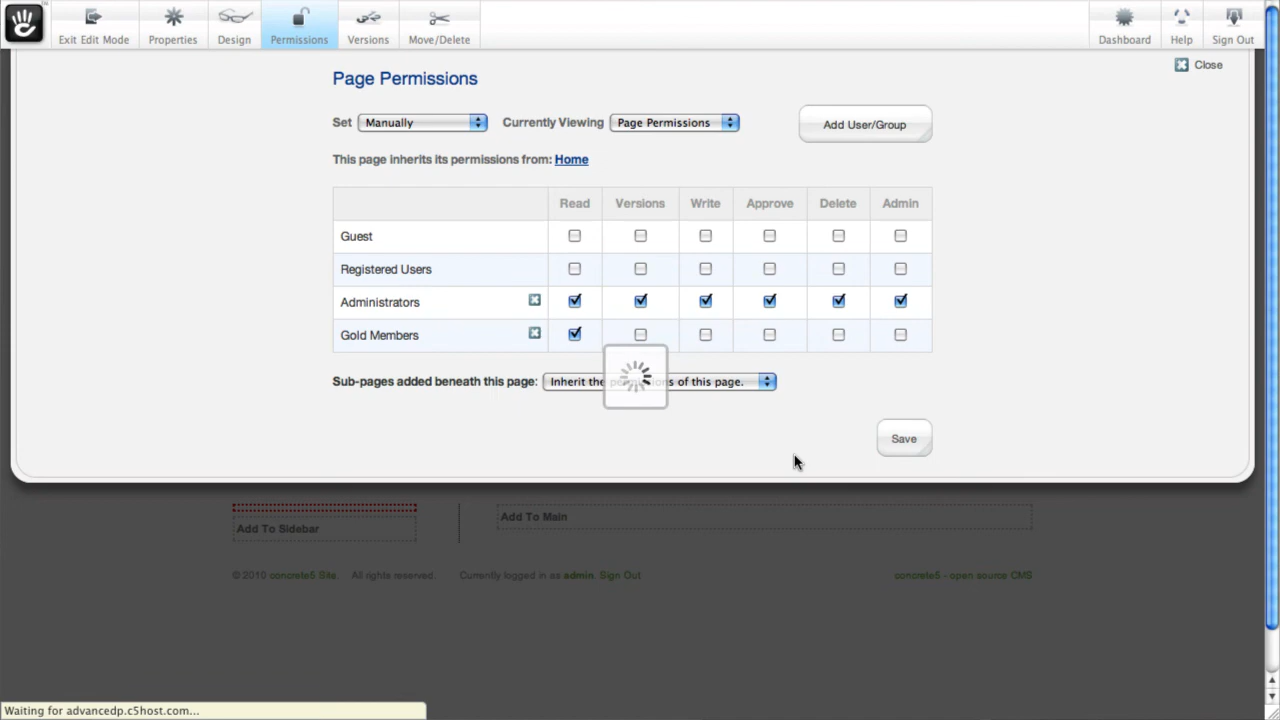 Exit Edit Mode Properties Design Permissions Versions Move/Delete Dashboard Help Sign Out
Close
Page Permissions
Set Manually Currently Viewing Page Permissions Add User/Group
This page inherits its permissions from: Home
Read Versions Write Approve Delete Admin
Guest
Registered Users
Administrators
Gold Members
Sub-pages added beneath this page: Inherit the permissions of this page.
Save
Add To Sidebar
Add To Main
© 2010 concrete5 Site. All rights reserved. Currently logged in as admin. Sign Out concrete5 - open source CMS
Waiting for advancedp.c5host.com...